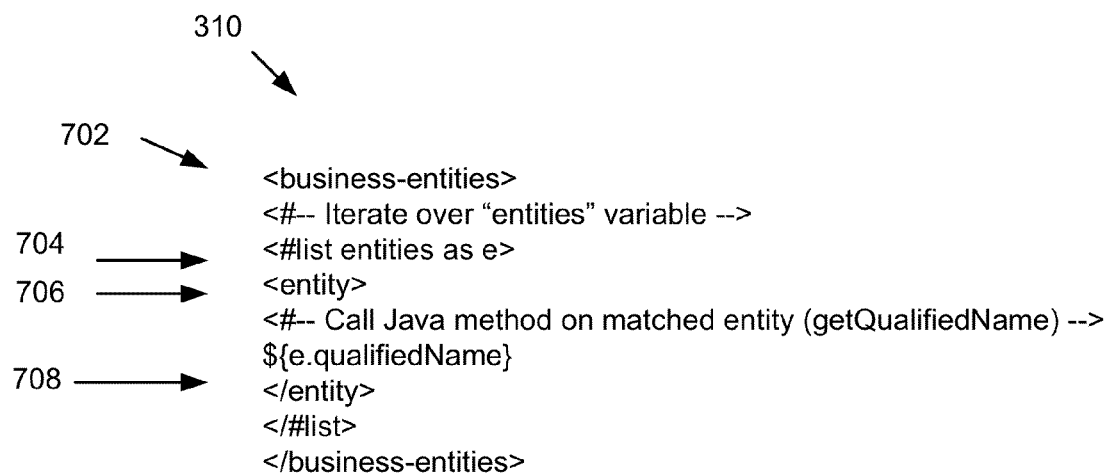 310
702
<business-entities>
<#-- Iterate over “entities” variable -->
704
<#list entities as e>
706
<entity>
<#-- Call Java method on matched entity (getQualifiedName) -->
${e.qualifiedName}
708
</entity>
</#list>
</business-entities>